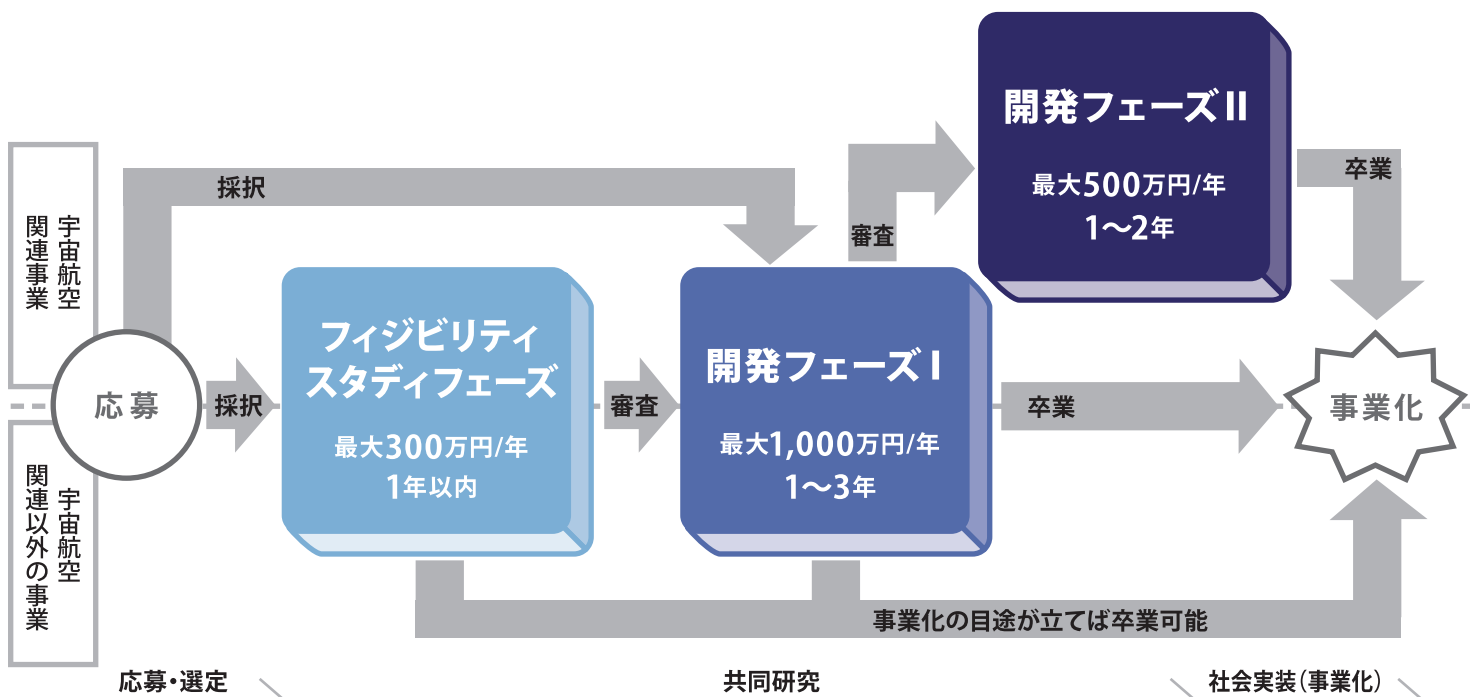 宇宙航空
関連事業
宇宙航空
関連以外の事業
応募
採択
採択
フィジビリティ
スタディフェーズ
最大300万円/年
1年以内
審査
開発フェーズⅠ
最大1,000万円/年
1〜3年
審査
開発フェーズⅡ
最大500万円/年
1〜2年
卒業
卒業
事業化
事業化の目途が立てば卒業可能
応募・選定
共同研究
社会実装(事業化)